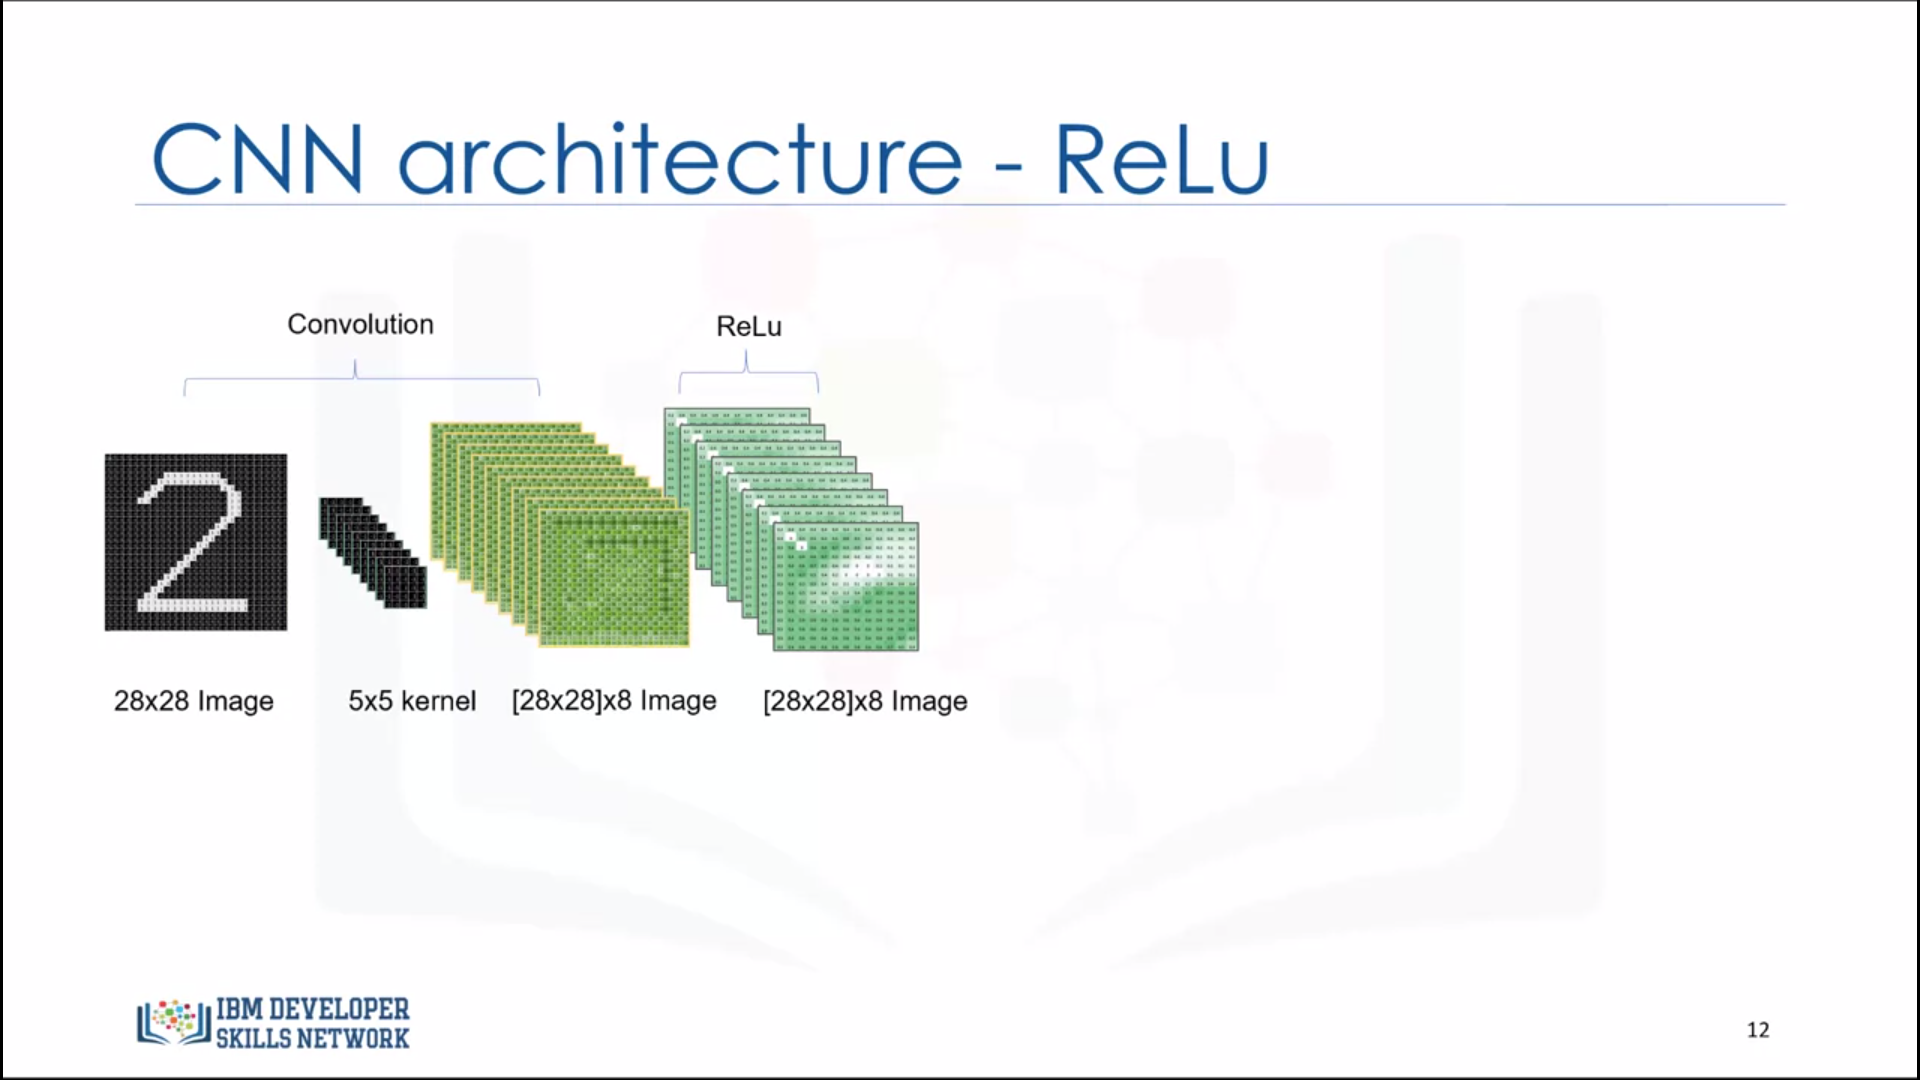 CNN architecture - ReLu
Convolution
ReLu
28x28 Image
5x5 kernel
[28x28]x8 Image
[28x28]x8 Image
IBM DEVELOPER
SKILLS NETWORK
12